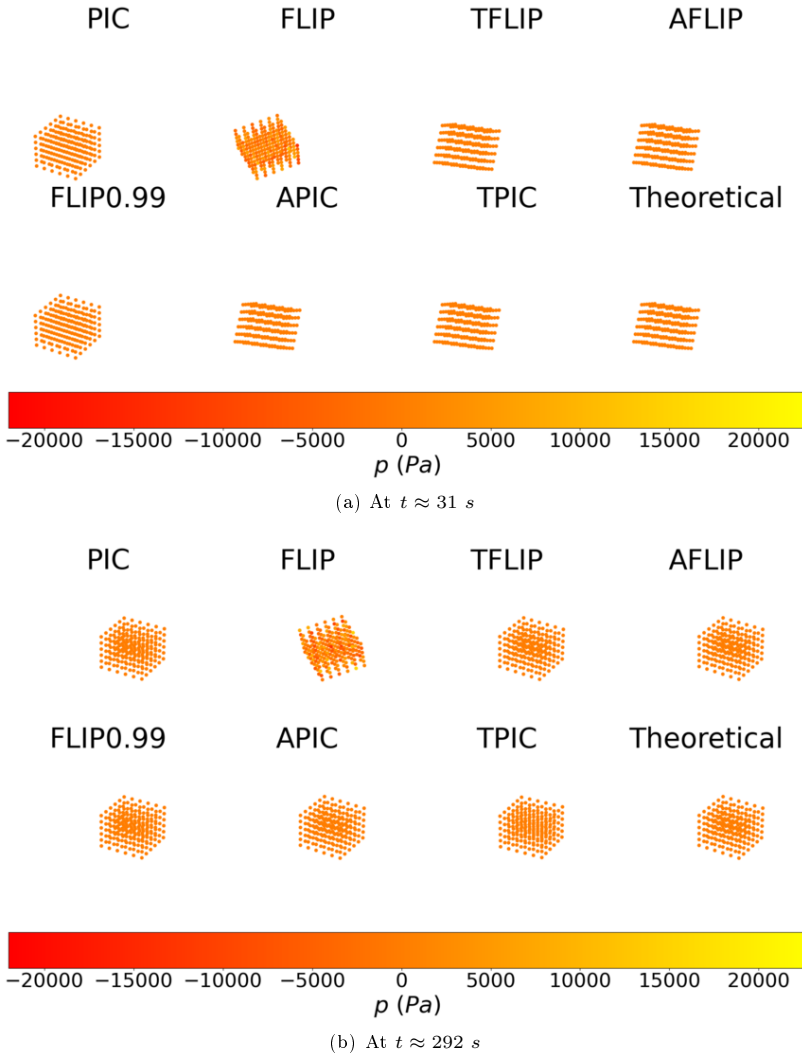 PIC FLIP TFLIP AFLIP
FLIP0.99 APIC TPIC Theoretical
−20000 −15000 −10000 −5000 0 5000 10000 15000 20000
p (Pa)
(a) At t ≈ 31 s
PIC FLIP TFLIP AFLIP
FLIP0.99 APIC TPIC Theoretical
−20000 −15000 −10000 −5000 0 5000 10000 15000 20000
p (Pa)
(b) At t ≈ 292 s